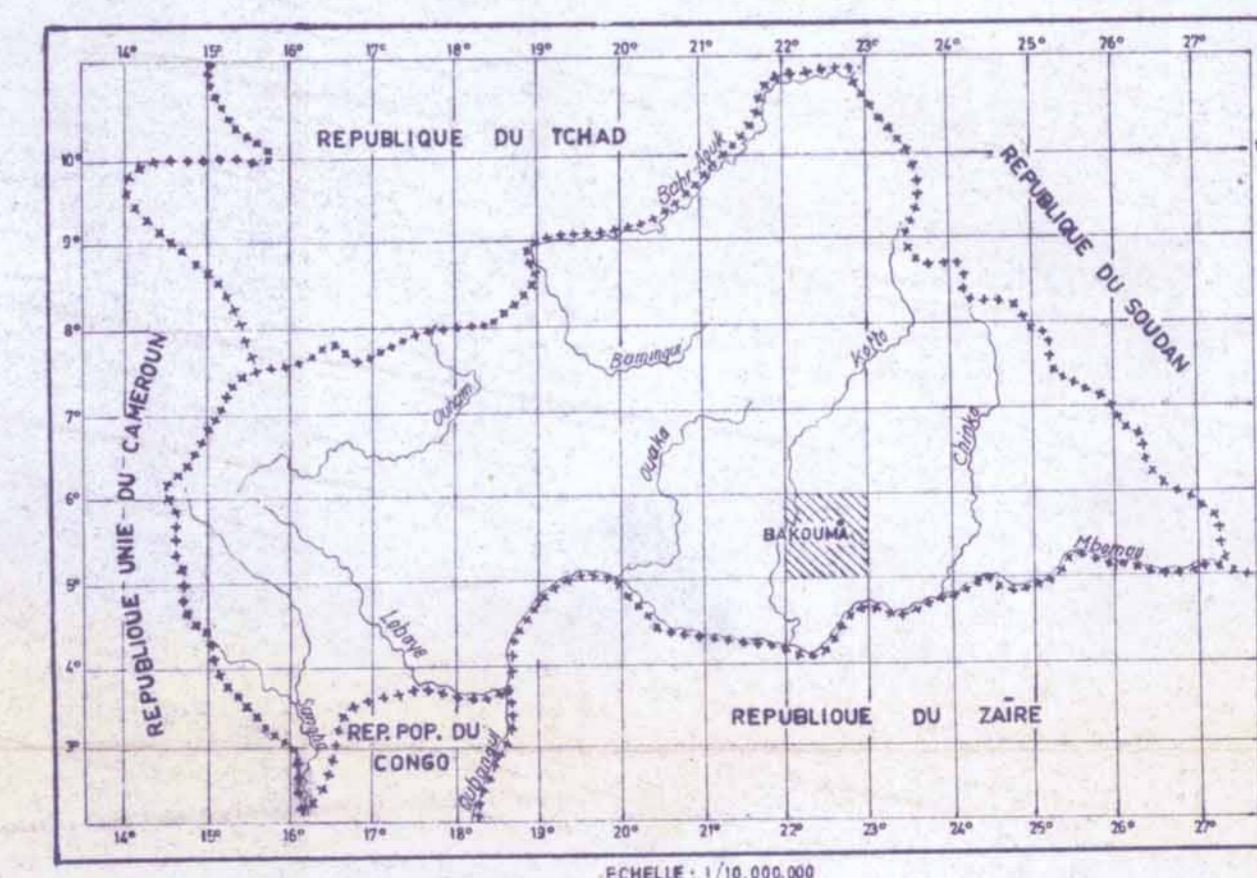 14° 15° 16° 17° 18° 19° 20° 21° 22° 23° 24° 25° 26° 27°
REPUBLIQUE DU TCHAD
10°
Bahr-Aouk
REPUBLIQUE DU SOUDAN
9°
8°
Bamingui
Kotto
Ouham
7°
REPUBLIQUE UNIE DU CAMEROUN
Ouaka
Chinko
6°
BAKOUMA
Mbomou
5°
Lobaye
4°
REPUBLIQUE DU ZAÏRE
Sangha
REP. POP. DU
3°
CONGO
Oubangui
14° 15° 16° 17° 18° 19° 20° 21° 22° 23° 24° 25° 26° 27°
ECHELLE : 1/10.000.000